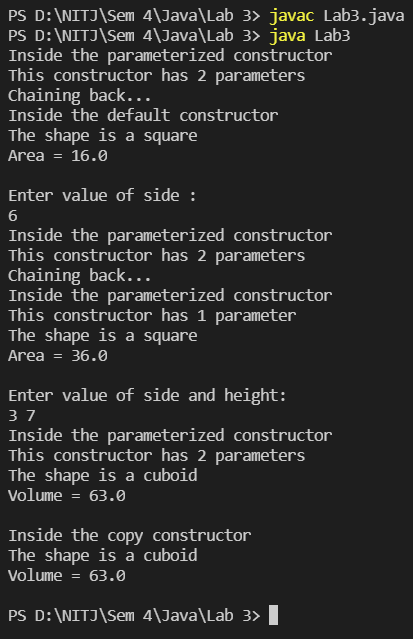 PS D:\NITJ\Sem 4\Java\Lab 3> javac Lab3.java
PS D:\NITJ\Sem 4\Java\Lab 3> java Lab3
Inside the parameterized constructor
This constructor has 2 parameters
Chaining back...
Inside the default constructor
The shape is a square
Area = 16.0
Enter value of side :
6
Inside the parameterized constructor
This constructor has 2 parameters
Chaining back...
Inside the parameterized constructor
This constructor has 1 parameter
The shape is a square
Area = 36.0
Enter value of side and height:
3 7
Inside the parameterized constructor
This constructor has 2 parameters
The shape is a cuboid
Volume = 63.0
Inside the copy constructor
The shape is a cuboid
Volume = 63.0
PS D:\NITJ\Sem 4\Java\Lab 3>